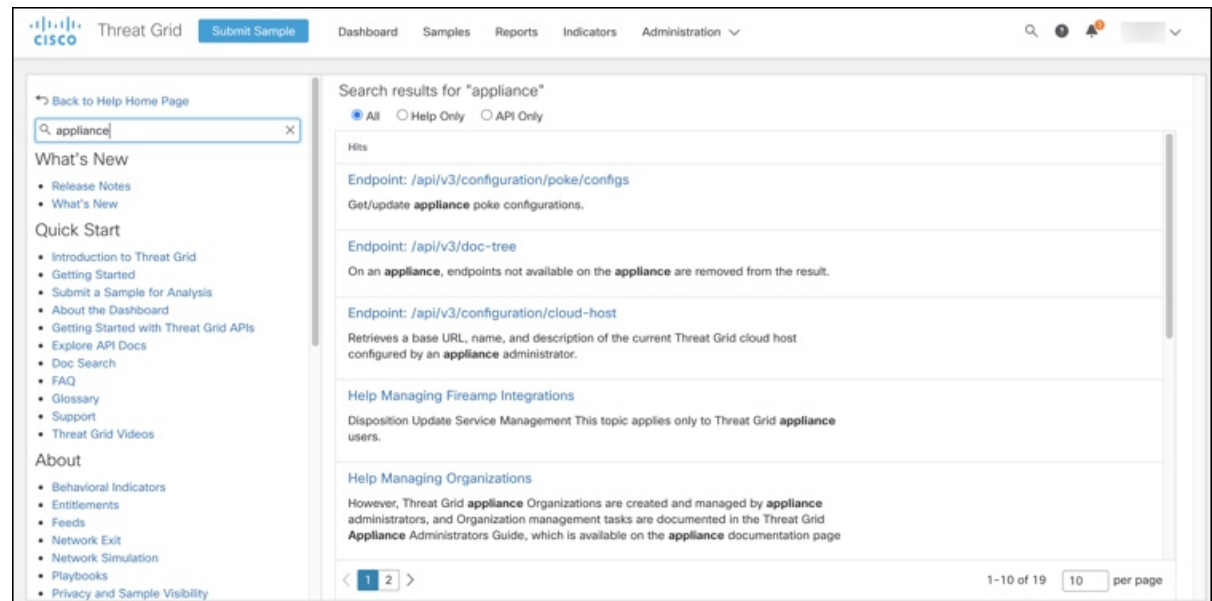 CISCO
Threat Grid
Submit Sample
Dashboard
Samples
Reports
Indicators
Administration
Back to Help Home Page
appliance
What's New
Release Notes
What's New
Quick Start
Introduction to Threat Grid
Getting Started
Submit a Sample for Analysis
About the Dashboard
Getting Started with Threat Grid APIs
Explore API Docs
Doc Search
FAQ
Glossary
Support
Threat Grid Videos
About
Behavioral Indicators
Entitlements
Feeds
Network Exit
Network Simulation
Playbooks
Privacy and Sample Visibility
Search results for "appliance"
All
Help Only
API Only
Hits
Endpoint: /api/v3/configuration/poke/configs
Get/update appliance poke configurations.
Endpoint: /api/v3/doc-tree
On an appliance, endpoints not available on the appliance are removed from the result.
Endpoint: /api/v3/configuration/cloud-host
Retrieves a base URL, name, and description of the current Threat Grid cloud host
configured by an appliance administrator.
Help Managing Fireamp Integrations
Disposition Update Service Management This topic applies only to Threat Grid appliance
users.
Help Managing Organizations
However, Threat Grid appliance Organizations are created and managed by appliance
administrators, and Organization management tasks are documented in the Threat Grid
Appliance Administrators Guide, which is available on the appliance documentation page
1 2
1-10 of 19
10
per page